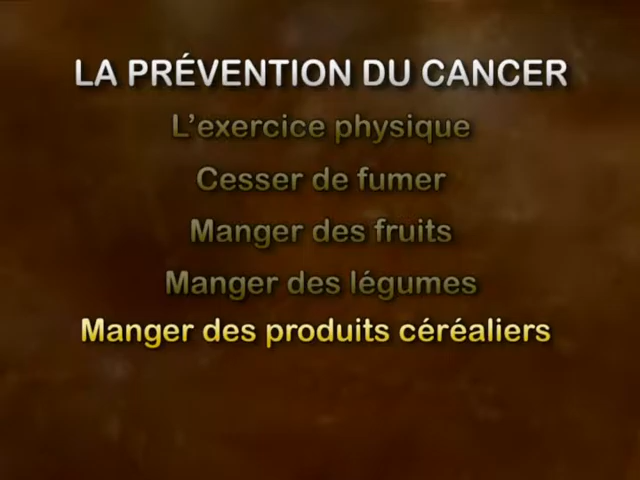 LA PRÉVENTION DU CANCER
L’exercice physique
Cesser de fumer
Manger des fruits
Manger des légumes
Manger des produits céréaliers